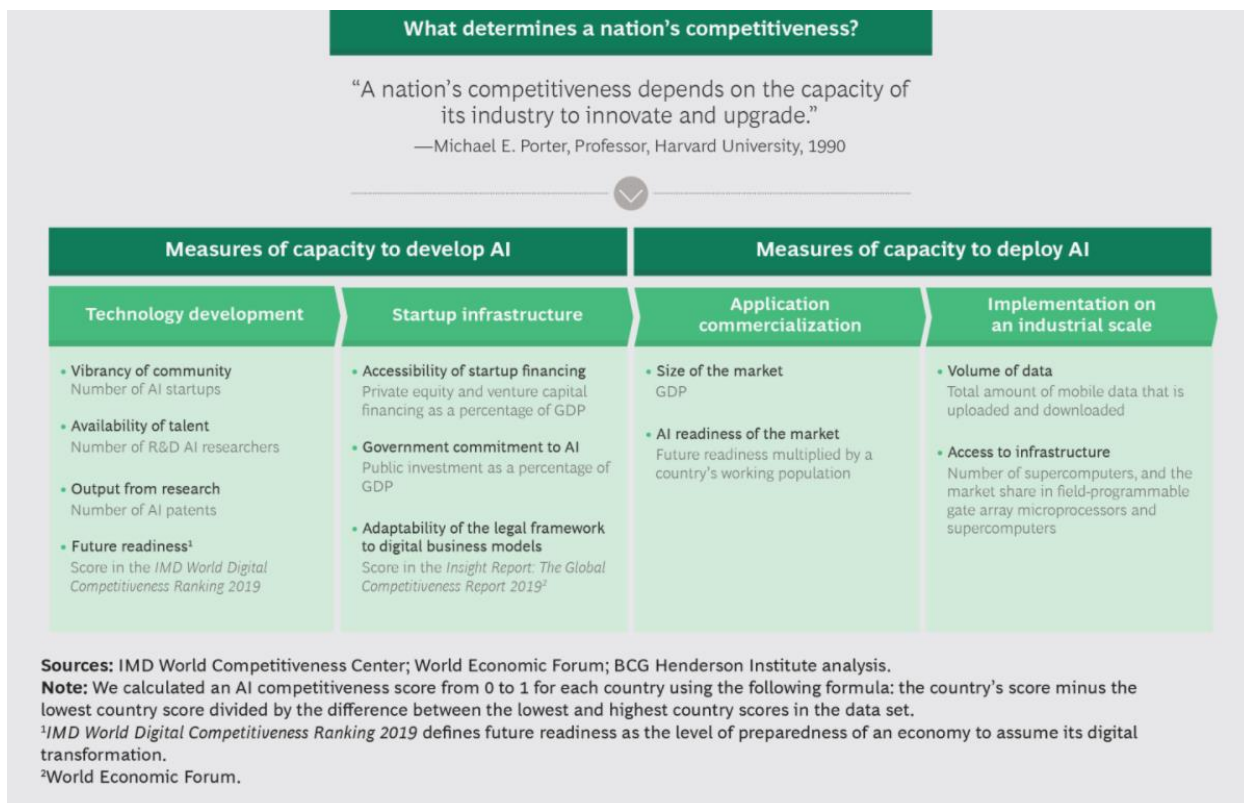 What determines a nation's competitiveness?
“A nation's competitiveness depends on the capacity of
its industry to innovate and upgrade.”
—Michael E. Porter, Professor, Harvard University, 1990
Measures of capacity to develop AI
Measures of capacity to deploy AI
Technology development
Startup infrastructure
Application
commercialization
Implementation on
an industrial scale
• Vibrancy of community
Number of AI startups
• Availability of talent
Number of R&D AI researchers
• Output from research
Number of AI patents
• Future readiness¹
Score in the IMD World Digital
Competitiveness Ranking 2019
• Accessibility of startup financing
Private equity and venture capital
financing as a percentage of GDP
• Government commitment to AI
Public investment as a percentage of
GDP
• Adaptability of the legal framework
to digital business models
Score in the Insight Report: The Global
Competitiveness Report 2019²
• Size of the market
GDP
• AI readiness of the market
Future readiness multiplied by a
country's working population
• Volume of data
Total amount of mobile data that is
uploaded and downloaded
• Access to infrastructure
Number of supercomputers, and the
market share in field-programmable
gate array microprocessors and
supercomputers
Sources: IMD World Competitiveness Center; World Economic Forum; BCG Henderson Institute analysis.
Note: We calculated an AI competitiveness score from 0 to 1 for each country using the following formula: the country's score minus the
lowest country score divided by the difference between the lowest and highest country scores in the data set.
¹IMD World Digital Competitiveness Ranking 2019 defines future readiness as the level of preparedness of an economy to assume its digital
transformation.
²World Economic Forum.